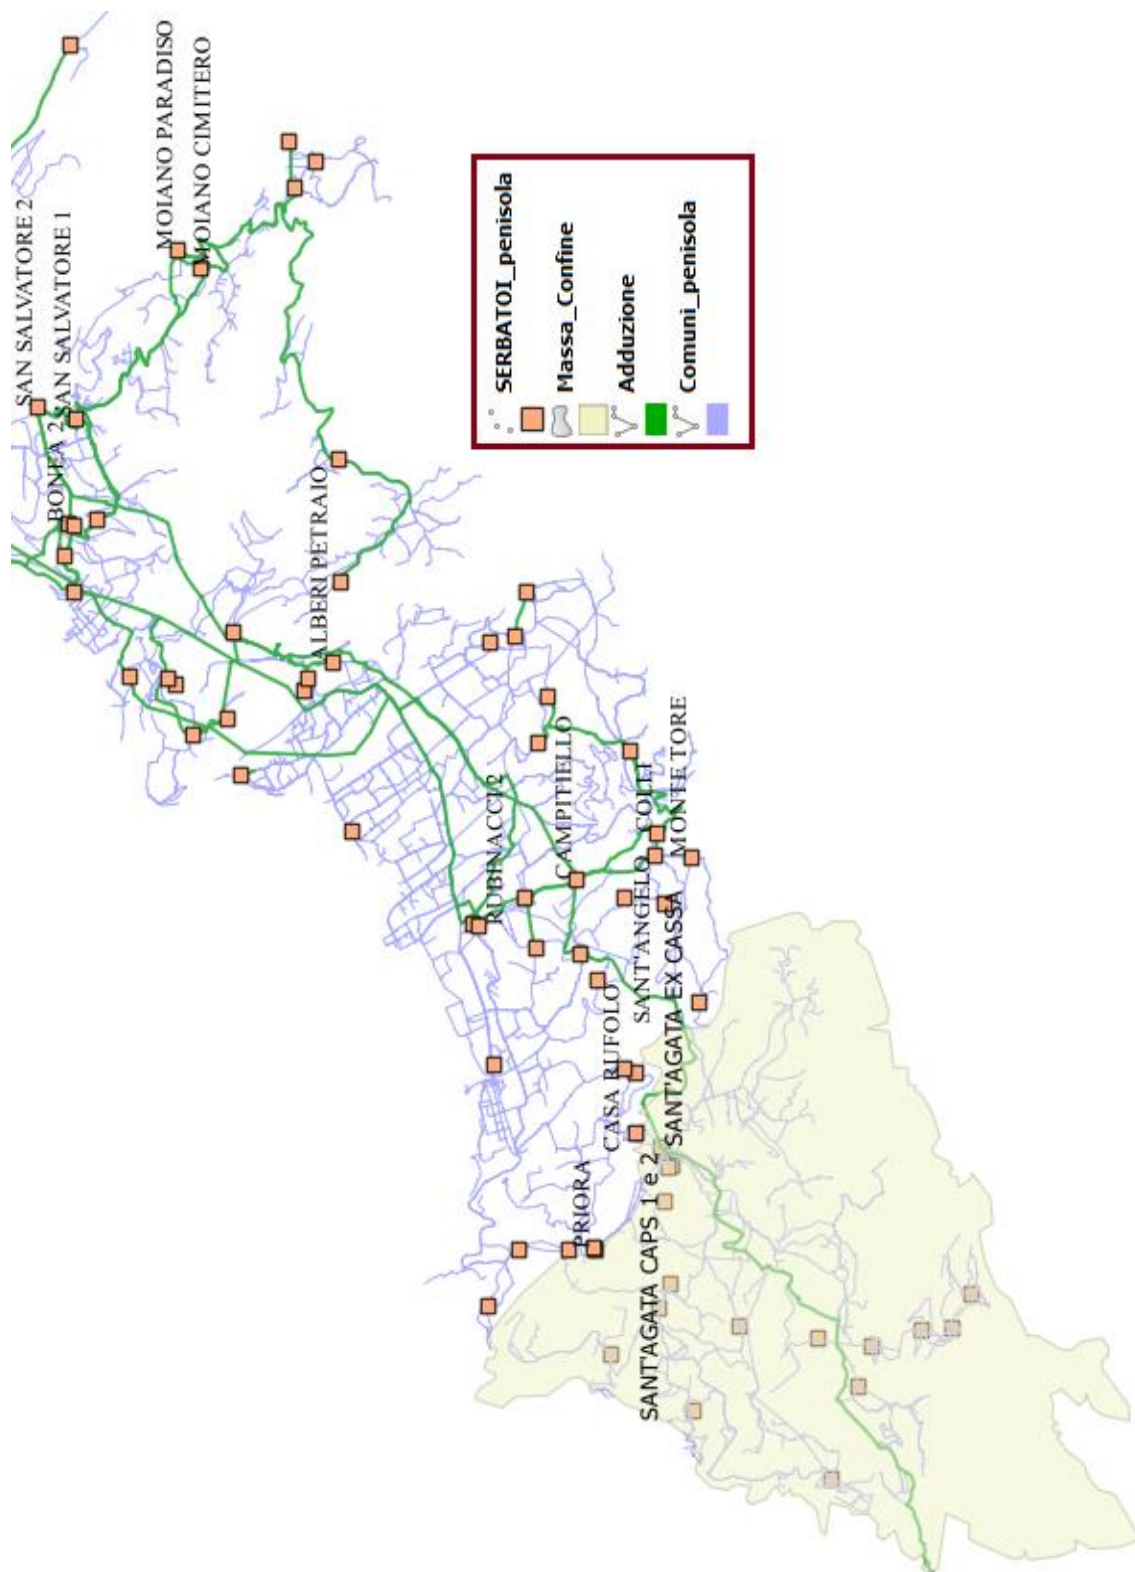 SAN SALVATORE 2
SAN SALVATORE 1
BONEA 2
MOIANO PARADISO
MOIANO CIMITERO
ALBERI PETRAIO
RUBINACCI 2
CAMPITIELLO
COLLI
MONTE TORE
SANT'ANGELO
SANT'AGATA EX CASSA
CASA RUFOLO
PRIORA
SANT'AGATA CAPS 1 e 2
SERBATOI_penisola
Massa_Confine
Adduzione
Comuni_penisola